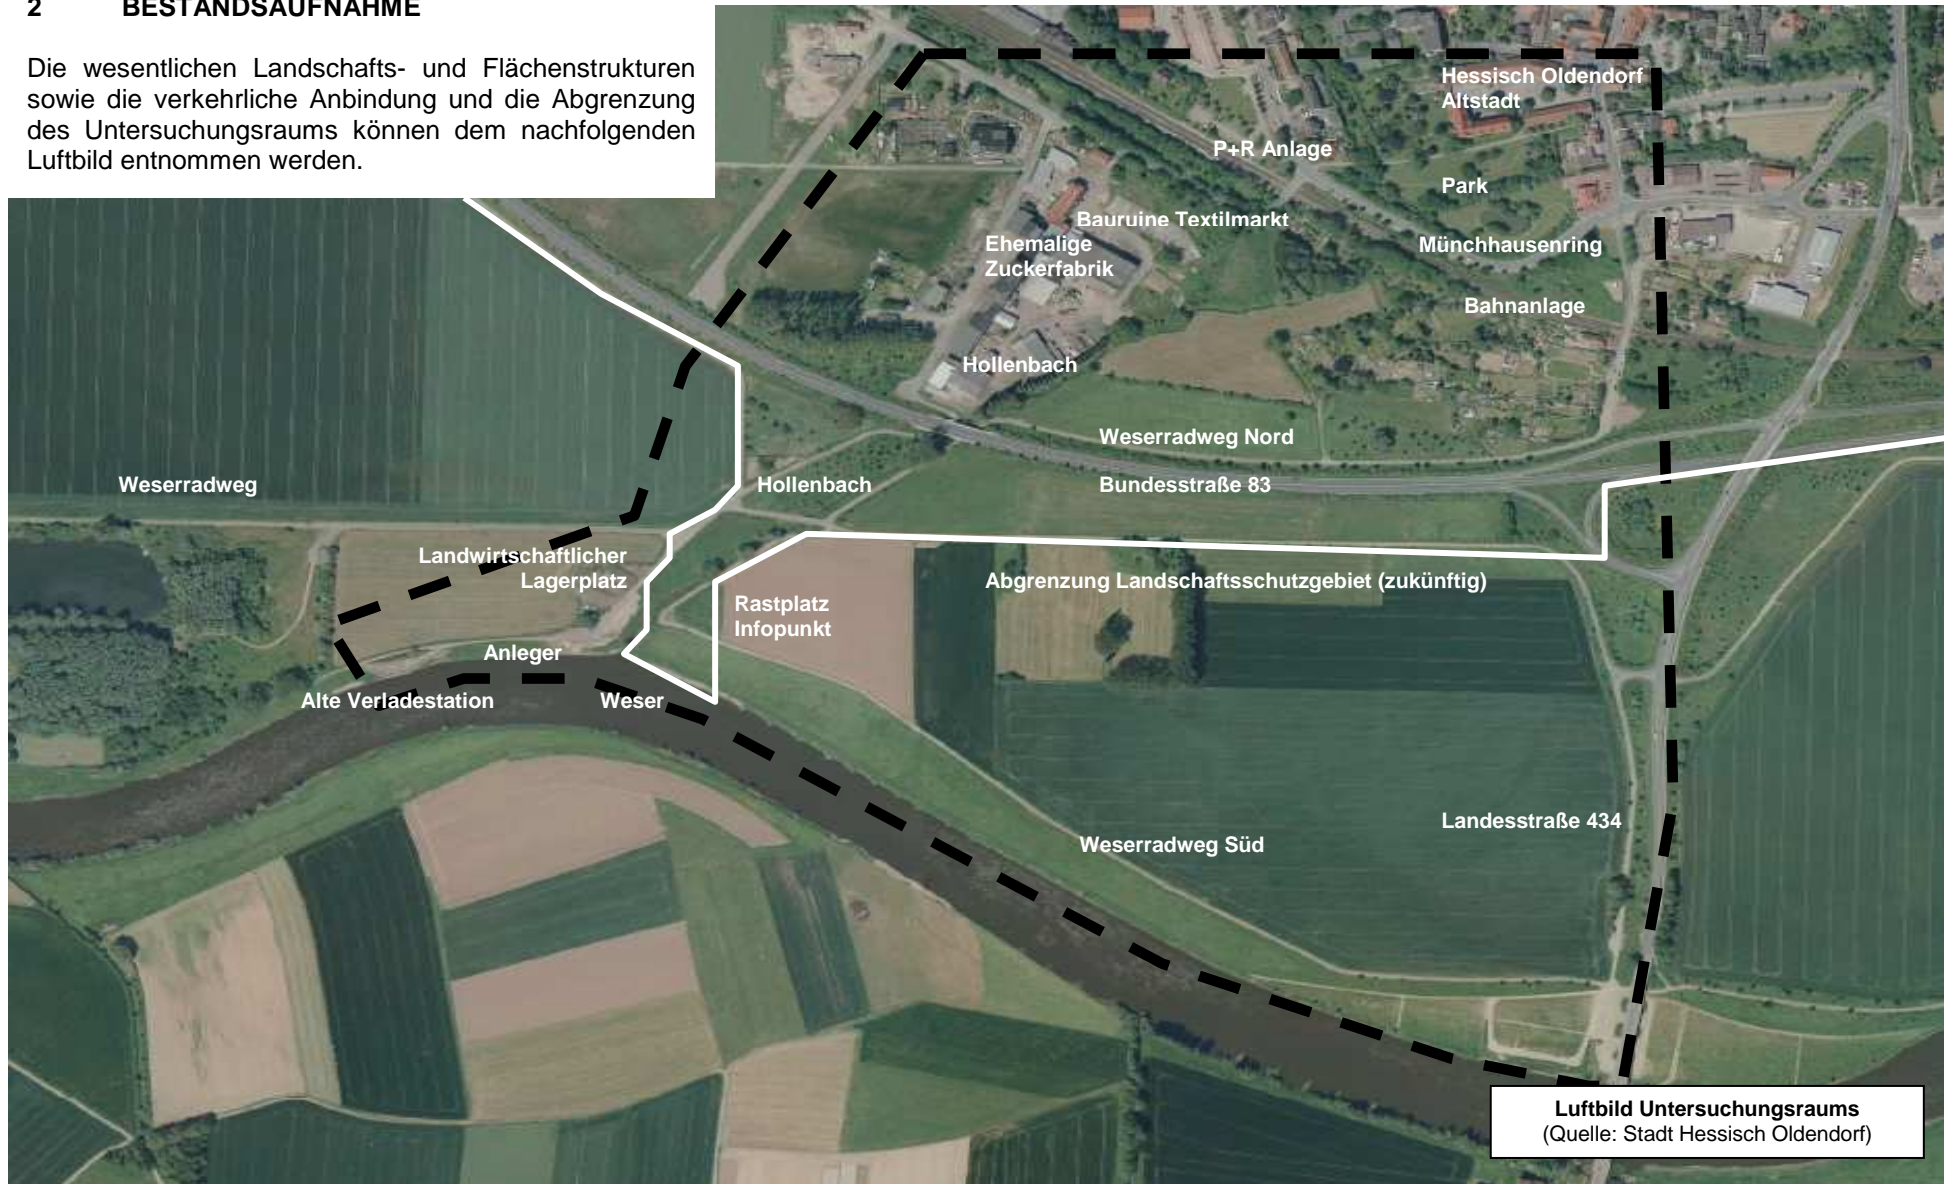 2 BESTANDSAUFNAHME
Die wesentlichen Landschafts- und Flächenstrukturen
sowie die verkehrliche Anbindung und die Abgrenzung
des Untersuchungsraums können dem nachfolgenden
Luftbild entnommen werden.
Hessisch Oldendorf
Altstadt
P+R Anlage
Park
Bauruine Textilmarkt
Ehemalige
Zuckerfabrik
Münchhausenring
Bahnanlage
Hollenbach
Weserradweg Nord
Weserradweg
Hollenbach
Bundesstraße 83
Landwirtschaftlicher
Lagerplatz
Abgrenzung Landschaftsschutzgebiet (zukünftig)
Rastplatz
Infopunkt
Anleger
Alte Verladestation
Weser
Landesstraße 434
Weserradweg Süd
Luftbild Untersuchungsraums
(Quelle: Stadt Hessisch Oldendorf)